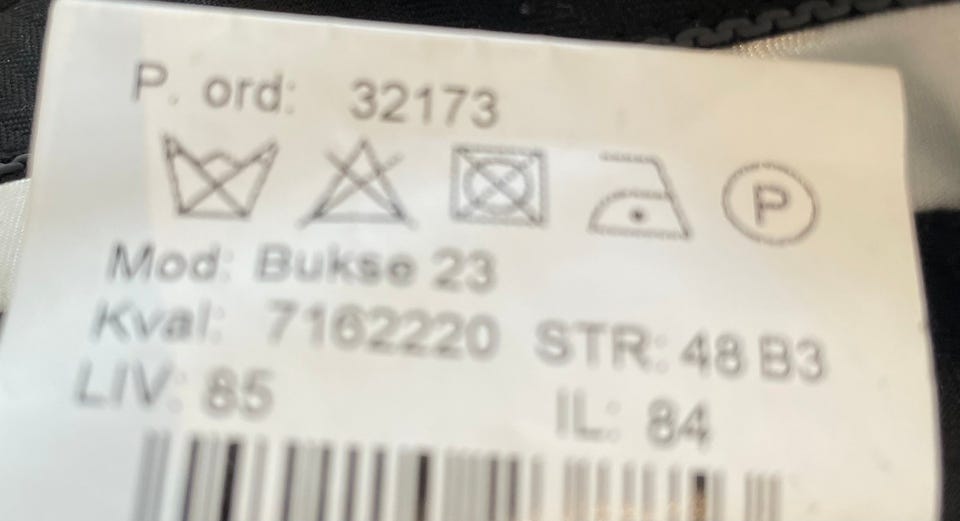 P. ord: 32173
P
Mod: Bukse 23
Kval: 7162220 STR: 48 B3
LIV: 85 IL: 84